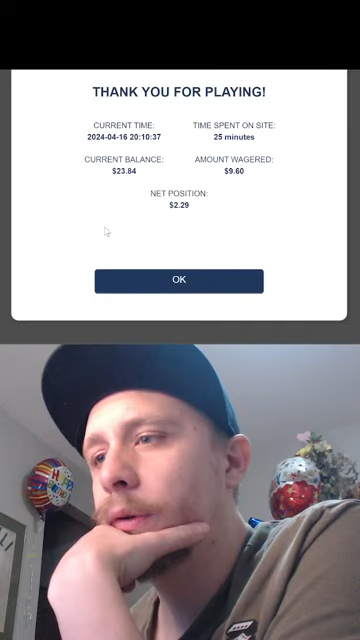 THANK YOU FOR PLAYING!
CURRENT TIME: TIME SPENT ON SITE:
2024-04-16 20:10:37 25 minutes
CURRENT BALANCE: AMOUNT WAGERED:
$23.84 $9.60
NET POSITION:
$2.29
OK